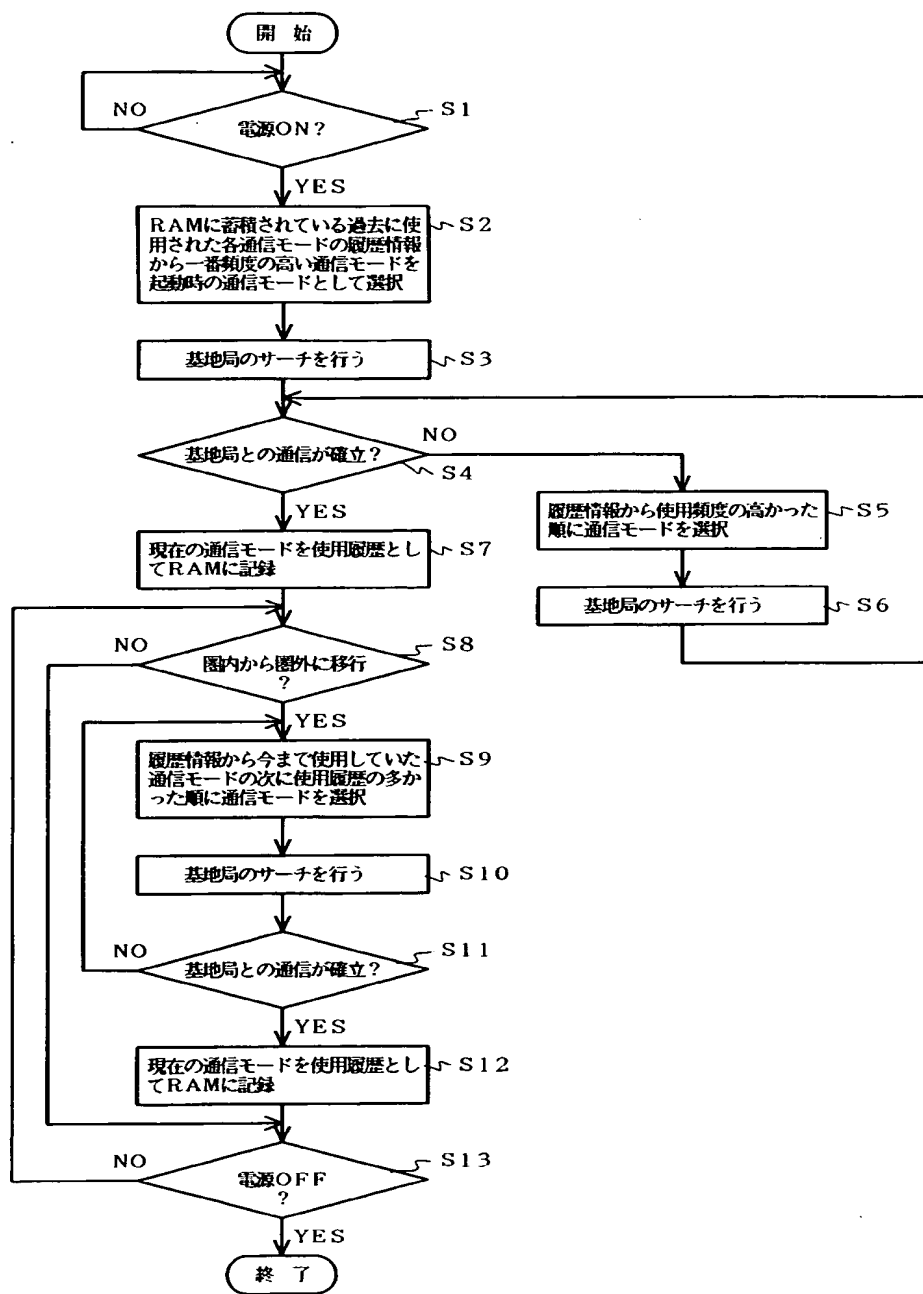 開 始
NO
電源ON?
S1
YES
RAMに蓄積されている過去に使
用された各通信モードの履歴情報
から一番頻度の高い通信モードを
起動時の通信モードとして選択
S2
基地局のサーチを行う
S3
基地局との通信が確立?
NO
S4
YES
履歴情報から使用頻度の高かった
順に通信モードを選択
S5
基地局のサーチを行う
S6
現在の通信モードを使用履歴とし
てRAMに記録
S7
NO
圏内から圏外に移行
?
S8
YES
履歴情報から今まで使用していた
通信モードの次に使用履歴の多か
った順に通信モードを選択
S9
基地局のサーチを行う
S10
NO
基地局との通信が確立?
S11
YES
現在の通信モードを使用履歴とし
てRAMに記録
S12
NO
電源OFF
?
S13
YES
終 了